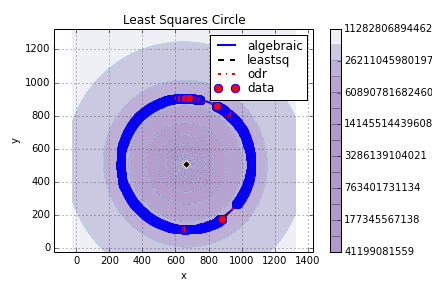 Least Squares Circle
algebraic
leastsq
odr
data
1200
1000
800
600
400
200
0
y
0 200 400 600 800 1000 1200 1400
x
11282806894462
2621104598019
60890781682460
14145514439608
3286139104021
763401731134
177345567138
41199081559